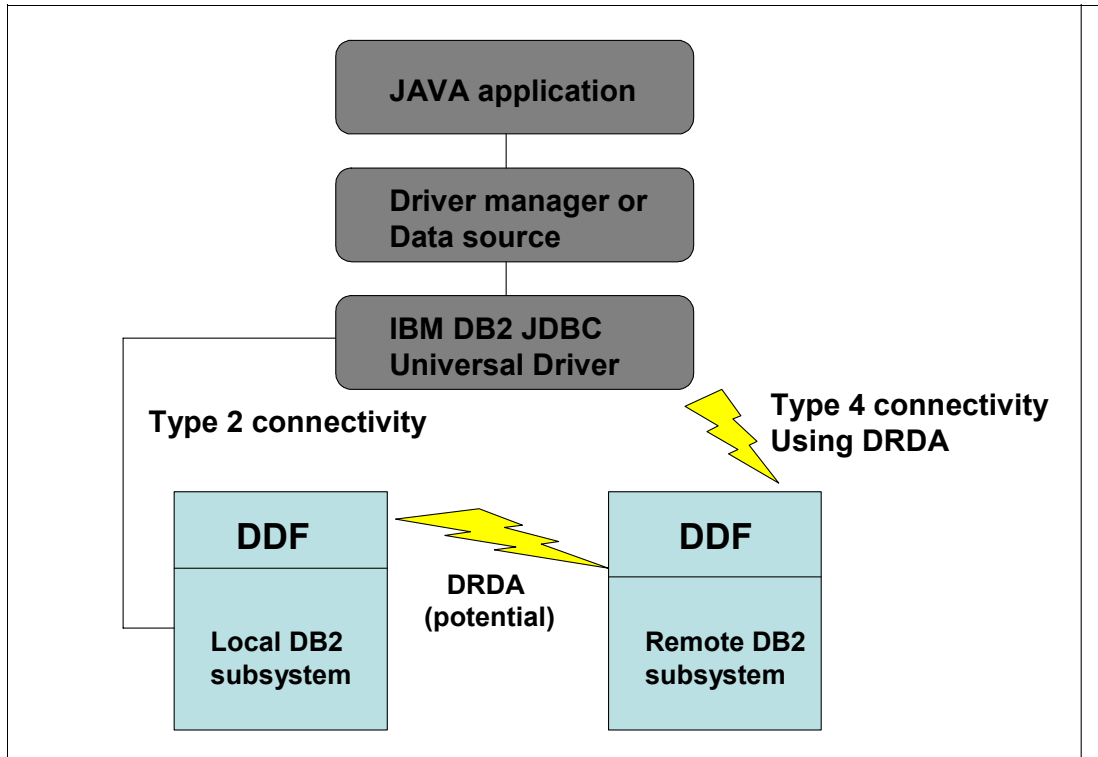 JAVA application
Driver manager or
Data source
IBM DB2 JDBC
Universal Driver
Type 2 connectivity
Type 4 connectivity
Using DRDA
DDF
DDF
DRDA
(potential)
Local DB2
subsystem
Remote DB2
subsystem